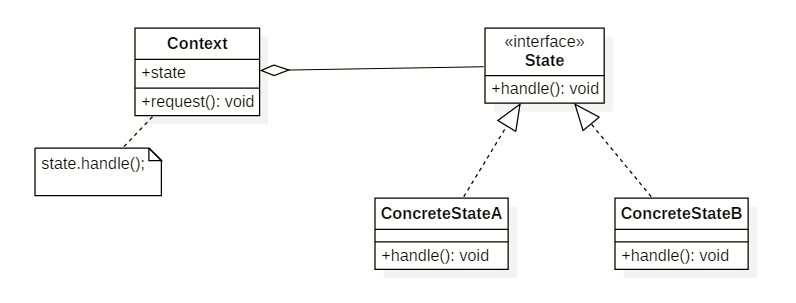 Context
+state
+request(): void
state.handle();
«interface»
State
+handle(): void
ConcreteStateA
+handle(): void
ConcreteStateB
+handle(): void